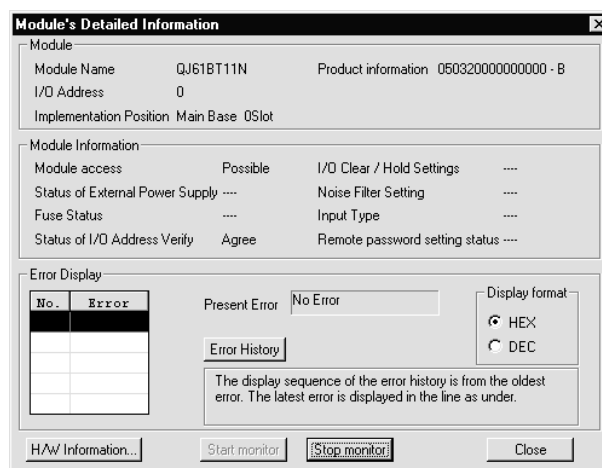 Module's Detailed Information
Module
Module Name QJ61BT11N Product information 050320000000000 - B
I/O Address 0
Implementation Position Main Base 0Slot
Module Information
Module access Possible I/O Clear / Hold Settings ----
Status of External Power Supply ---- Noise Filter Setting ----
Fuse Status ---- Input Type ----
Status of I/O Address Verify Agree Remote password setting status ----
Error Display
No. Error Present Error No Error Display format
HEX
Error History DEC
The display sequence of the error history is from the oldest
error. The latest error is displayed in the line as under.
H/W Information... Start monitor Stop monitor Close